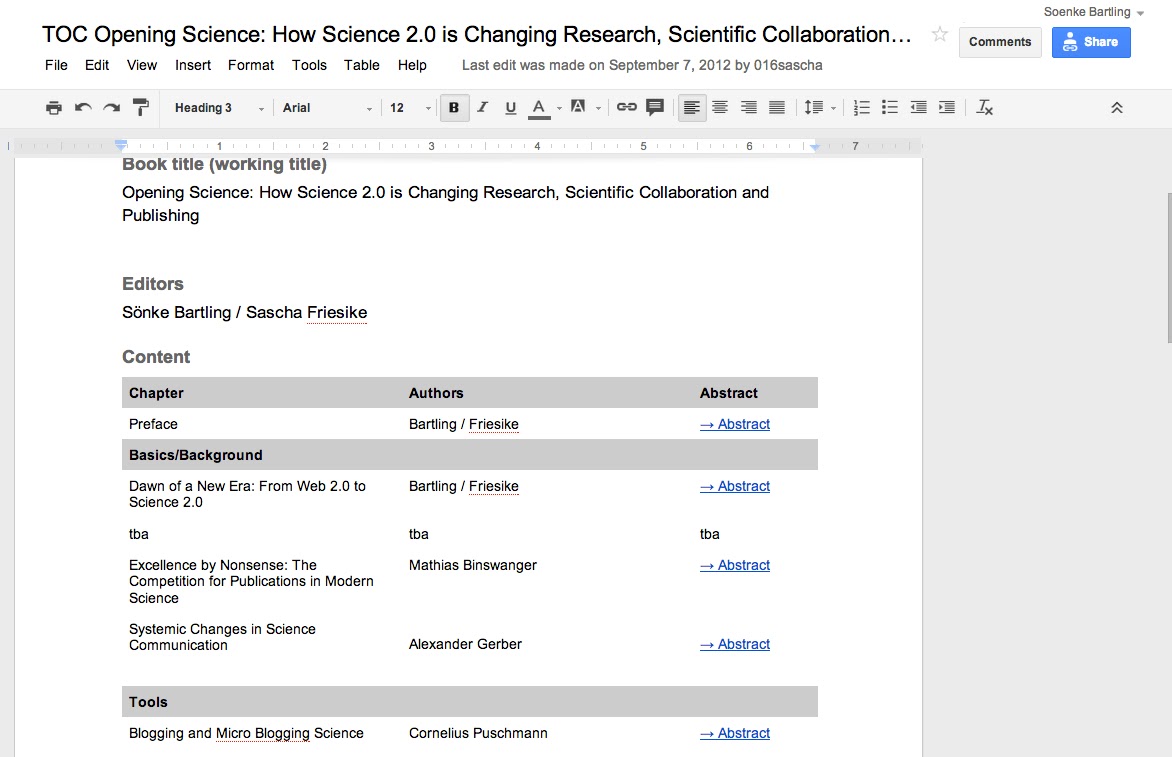 Soenke Bartling
TOC Opening Science: How Science 2.0 is Changing Research, Scientific Collaboration…
Comments
Share
File Edit View Insert Format Tools Table Help Last edit was made on September 7, 2012 by 016sascha
Heading 3 Arial 12 B I U A A
1 2 3 4 5 6 7
Book title (working title)
Opening Science: How Science 2.0 is Changing Research, Scientific Collaboration and
Publishing
Editors
Sönke Bartling / Sascha Friesike
Content
Chapter Authors Abstract
Preface Bartling / Friesike → Abstract
Basics/Background
Dawn of a New Era: From Web 2.0 to Bartling / Friesike → Abstract
Science 2.0
tba tba tba
Excellence by Nonsense: The Mathias Binswanger → Abstract
Competition for Publications in Modern
Science
Systemic Changes in Science
Communication Alexander Gerber → Abstract
Tools
Blogging and Micro Blogging Science Cornelius Puschmann → Abstract